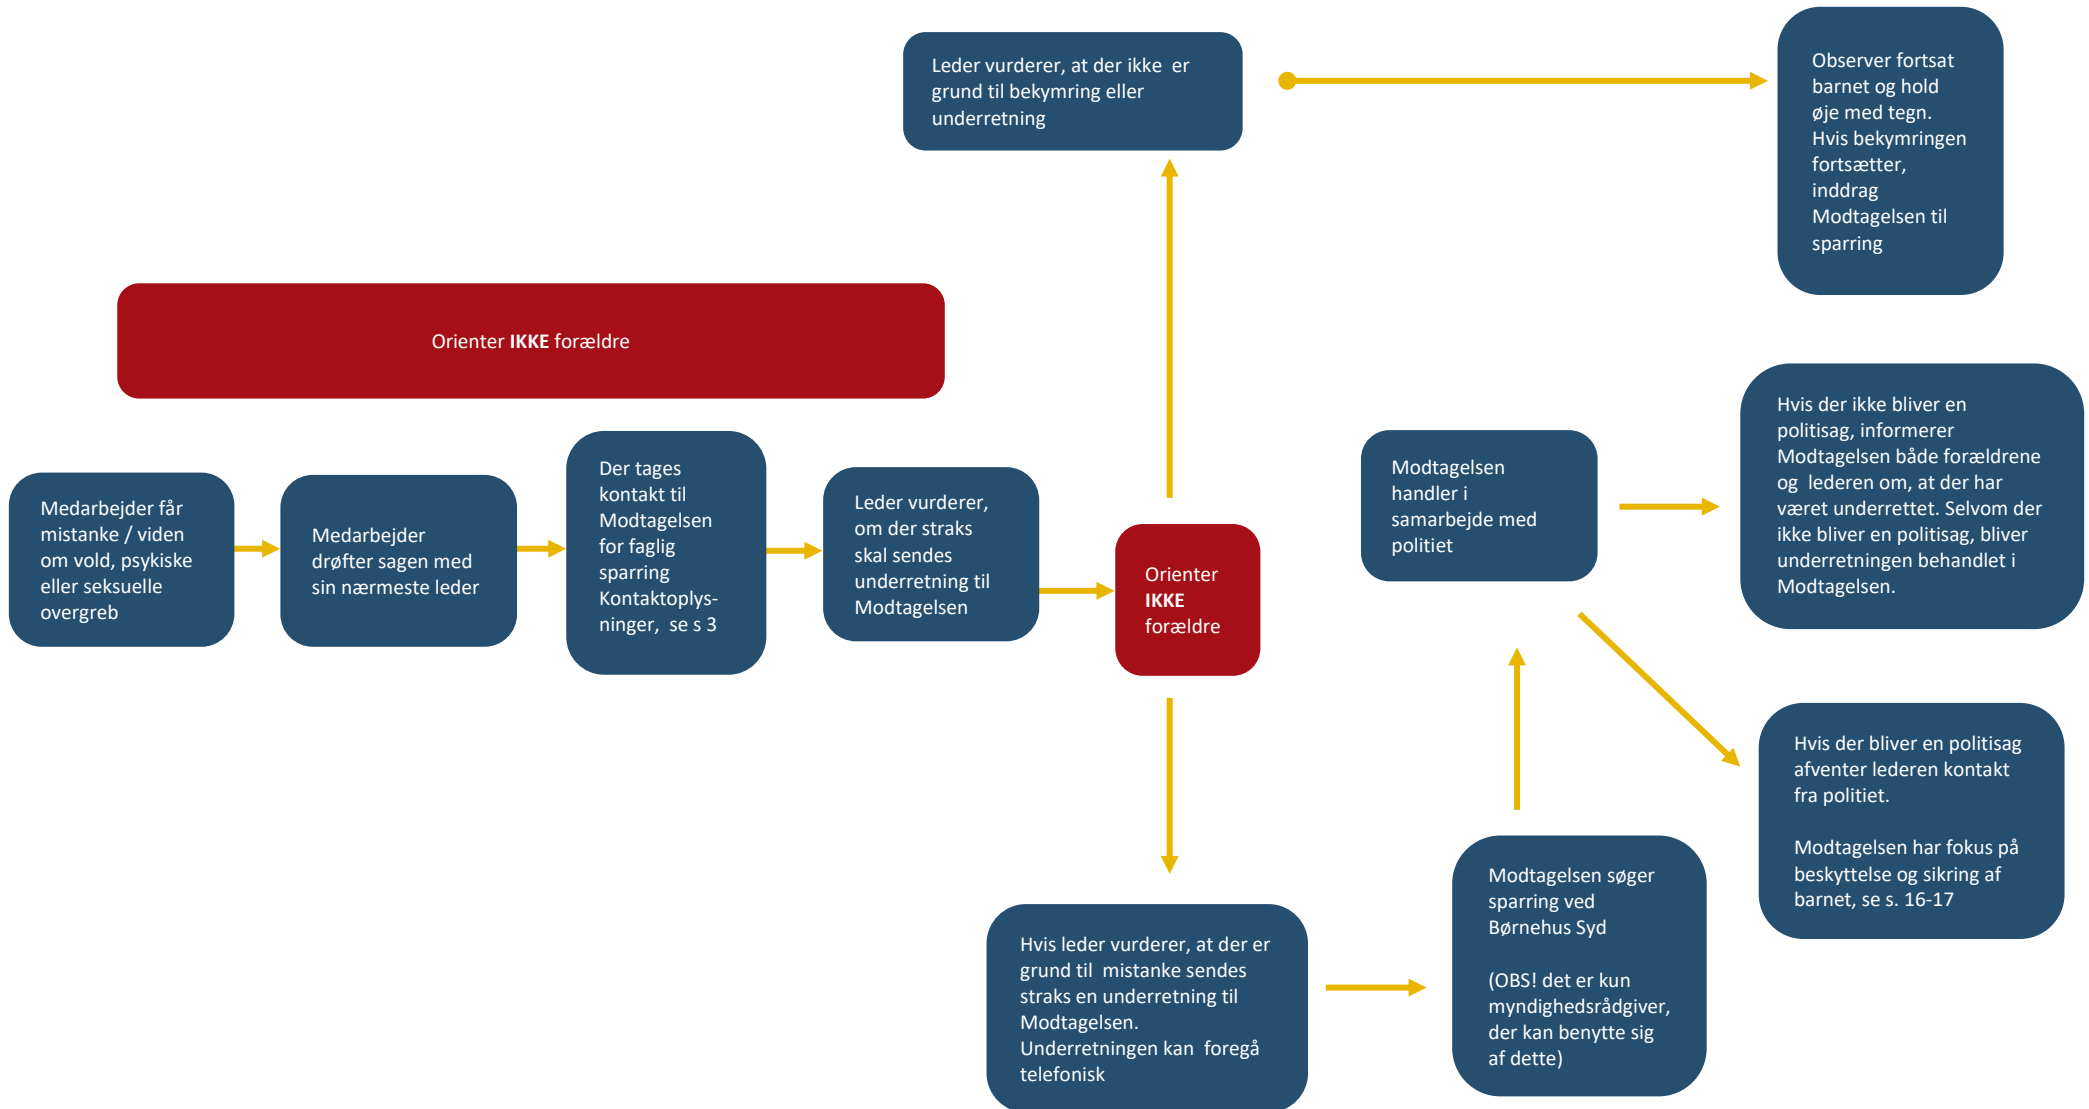 Leder vurderer, at der ikke er
grund til bekymring eller
underretning
Observer fortsat
barnet og hold
øje med tegn.
Hvis bekymringen
fortsætter,
inddrag
Modtagelsen til
sparring
Orienter IKKE forældre
Medarbejder får
mistanke / viden
om vold, psykiske
eller seksuelle
overgreb
Medarbejder
drøfter sagen med
sin nærmeste leder
Der tages
kontakt til
Modtagelsen
for faglig
sparring
Kontaktoplys-
ninger, se s 3
Leder vurderer,
om der straks
skal sendes
underretning til
Modtagelsen
Orienter
IKKE
forældre
Modtagelsen
handler i
samarbejde med
politiet
Hvis der ikke bliver en
politisag, informerer
Modtagelsen både forældrene
og lederen om, at der har
været underrettet. Selvom der
ikke bliver en politisag, bliver
underretningen behandlet i
Modtagelsen.
Hvis der bliver en politisag
afventer lederen kontakt
fra politiet.
Modtagelsen har fokus på
beskyttelse og sikring af
barnet, se s. 16-17
Hvis leder vurderer, at der er
grund til mistanke sendes
straks en underretning til
Modtagelsen.
Underretningen kan foregå
telefonisk
Modtagelsen søger
sparring ved
Børnehus Syd
(OBS! det er kun
myndighedsrådgiver,
der kan benytte sig
af dette)